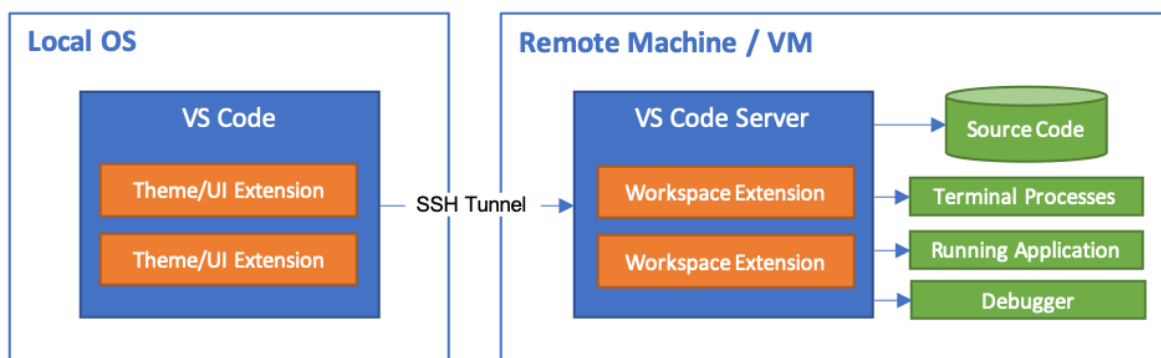 Local OS
VS Code
Theme/UI Extension
Theme/UI Extension
SSH Tunnel
Remote Machine / VM
VS Code Server
Workspace Extension
Workspace Extension
Source Code
Terminal Processes
Running Application
Debugger